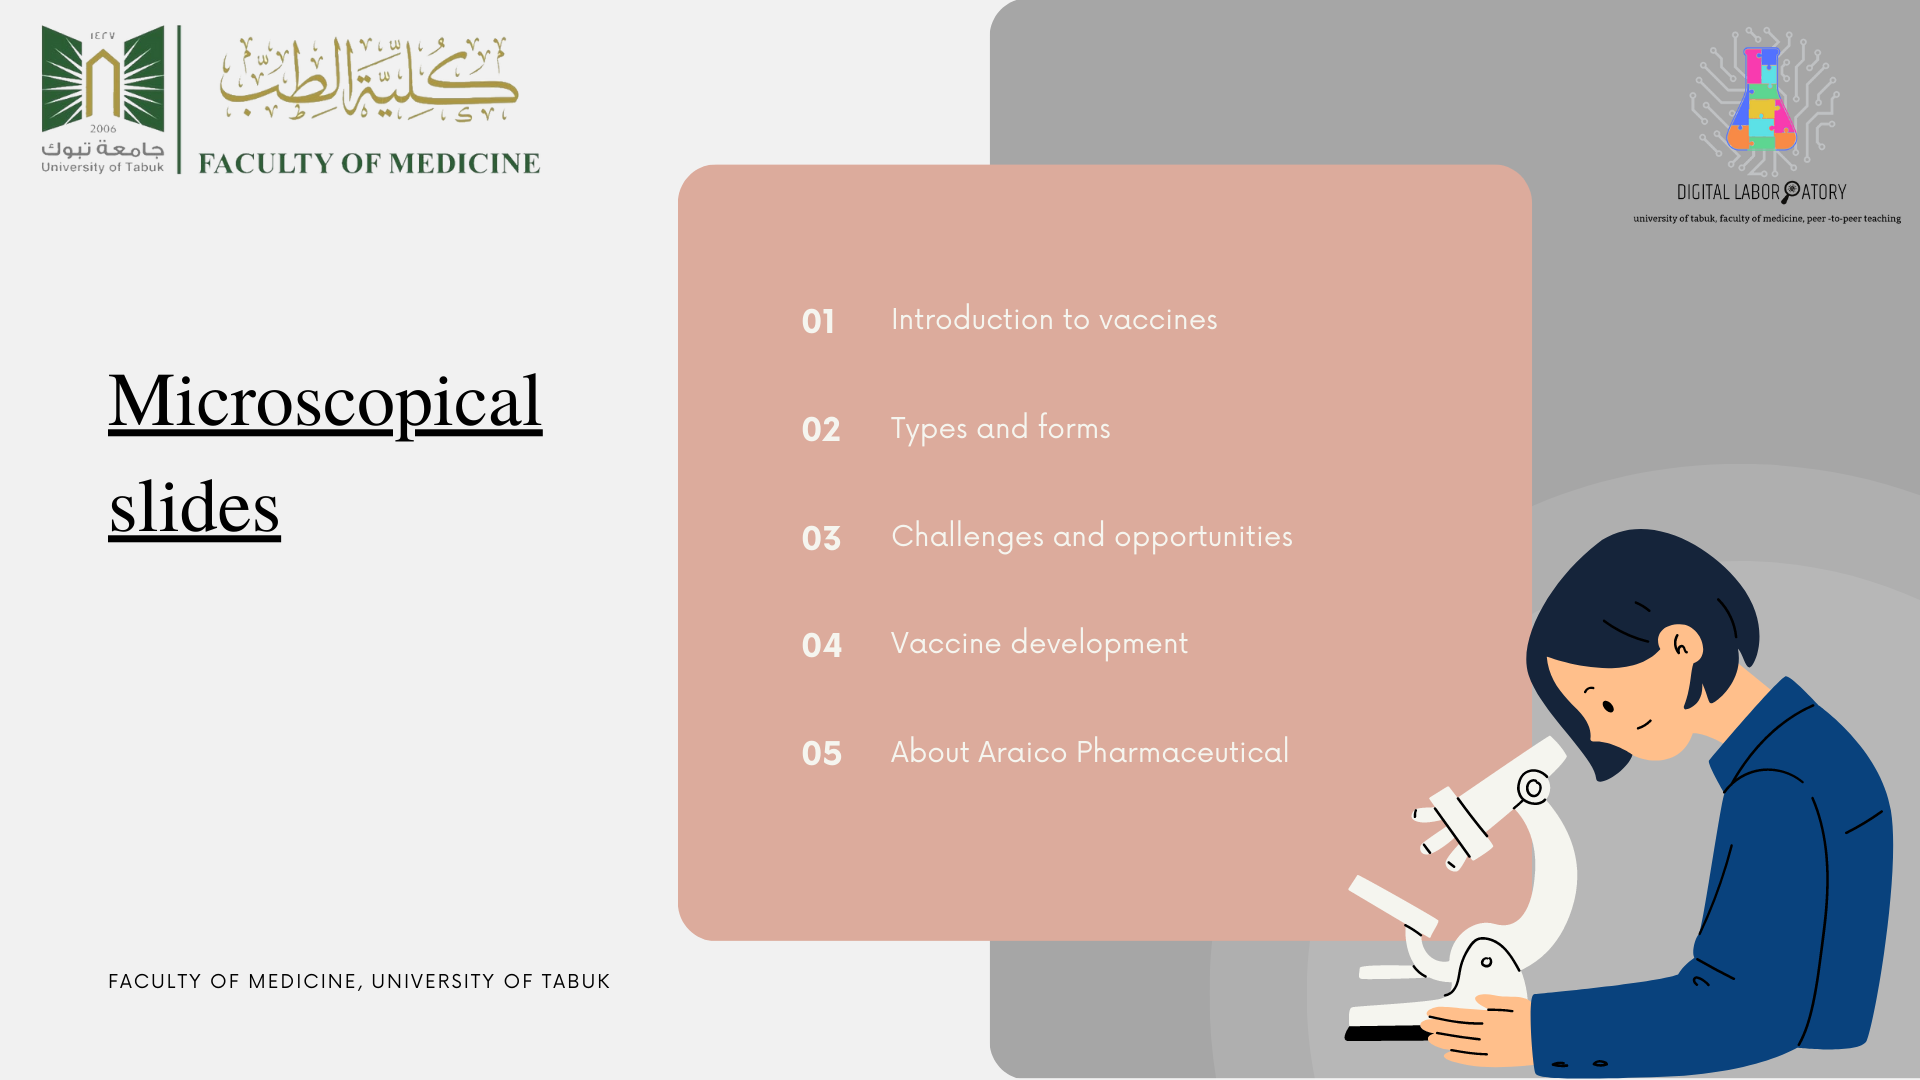 ١٤٢٧
2006
جامعة تبوك
University of Tabuk
كلية الطب
FACULTY OF MEDICINE
DIGITAL LABORATORY
university of tabuk, faculty of medicine, peer -to-peer teaching
Microscopical
slides
01 Introduction to vaccines
02 Types and forms
03 Challenges and opportunities
04 Vaccine development
05 About Araico Pharmaceutical
FACULTY OF MEDICINE, UNIVERSITY OF TABUK